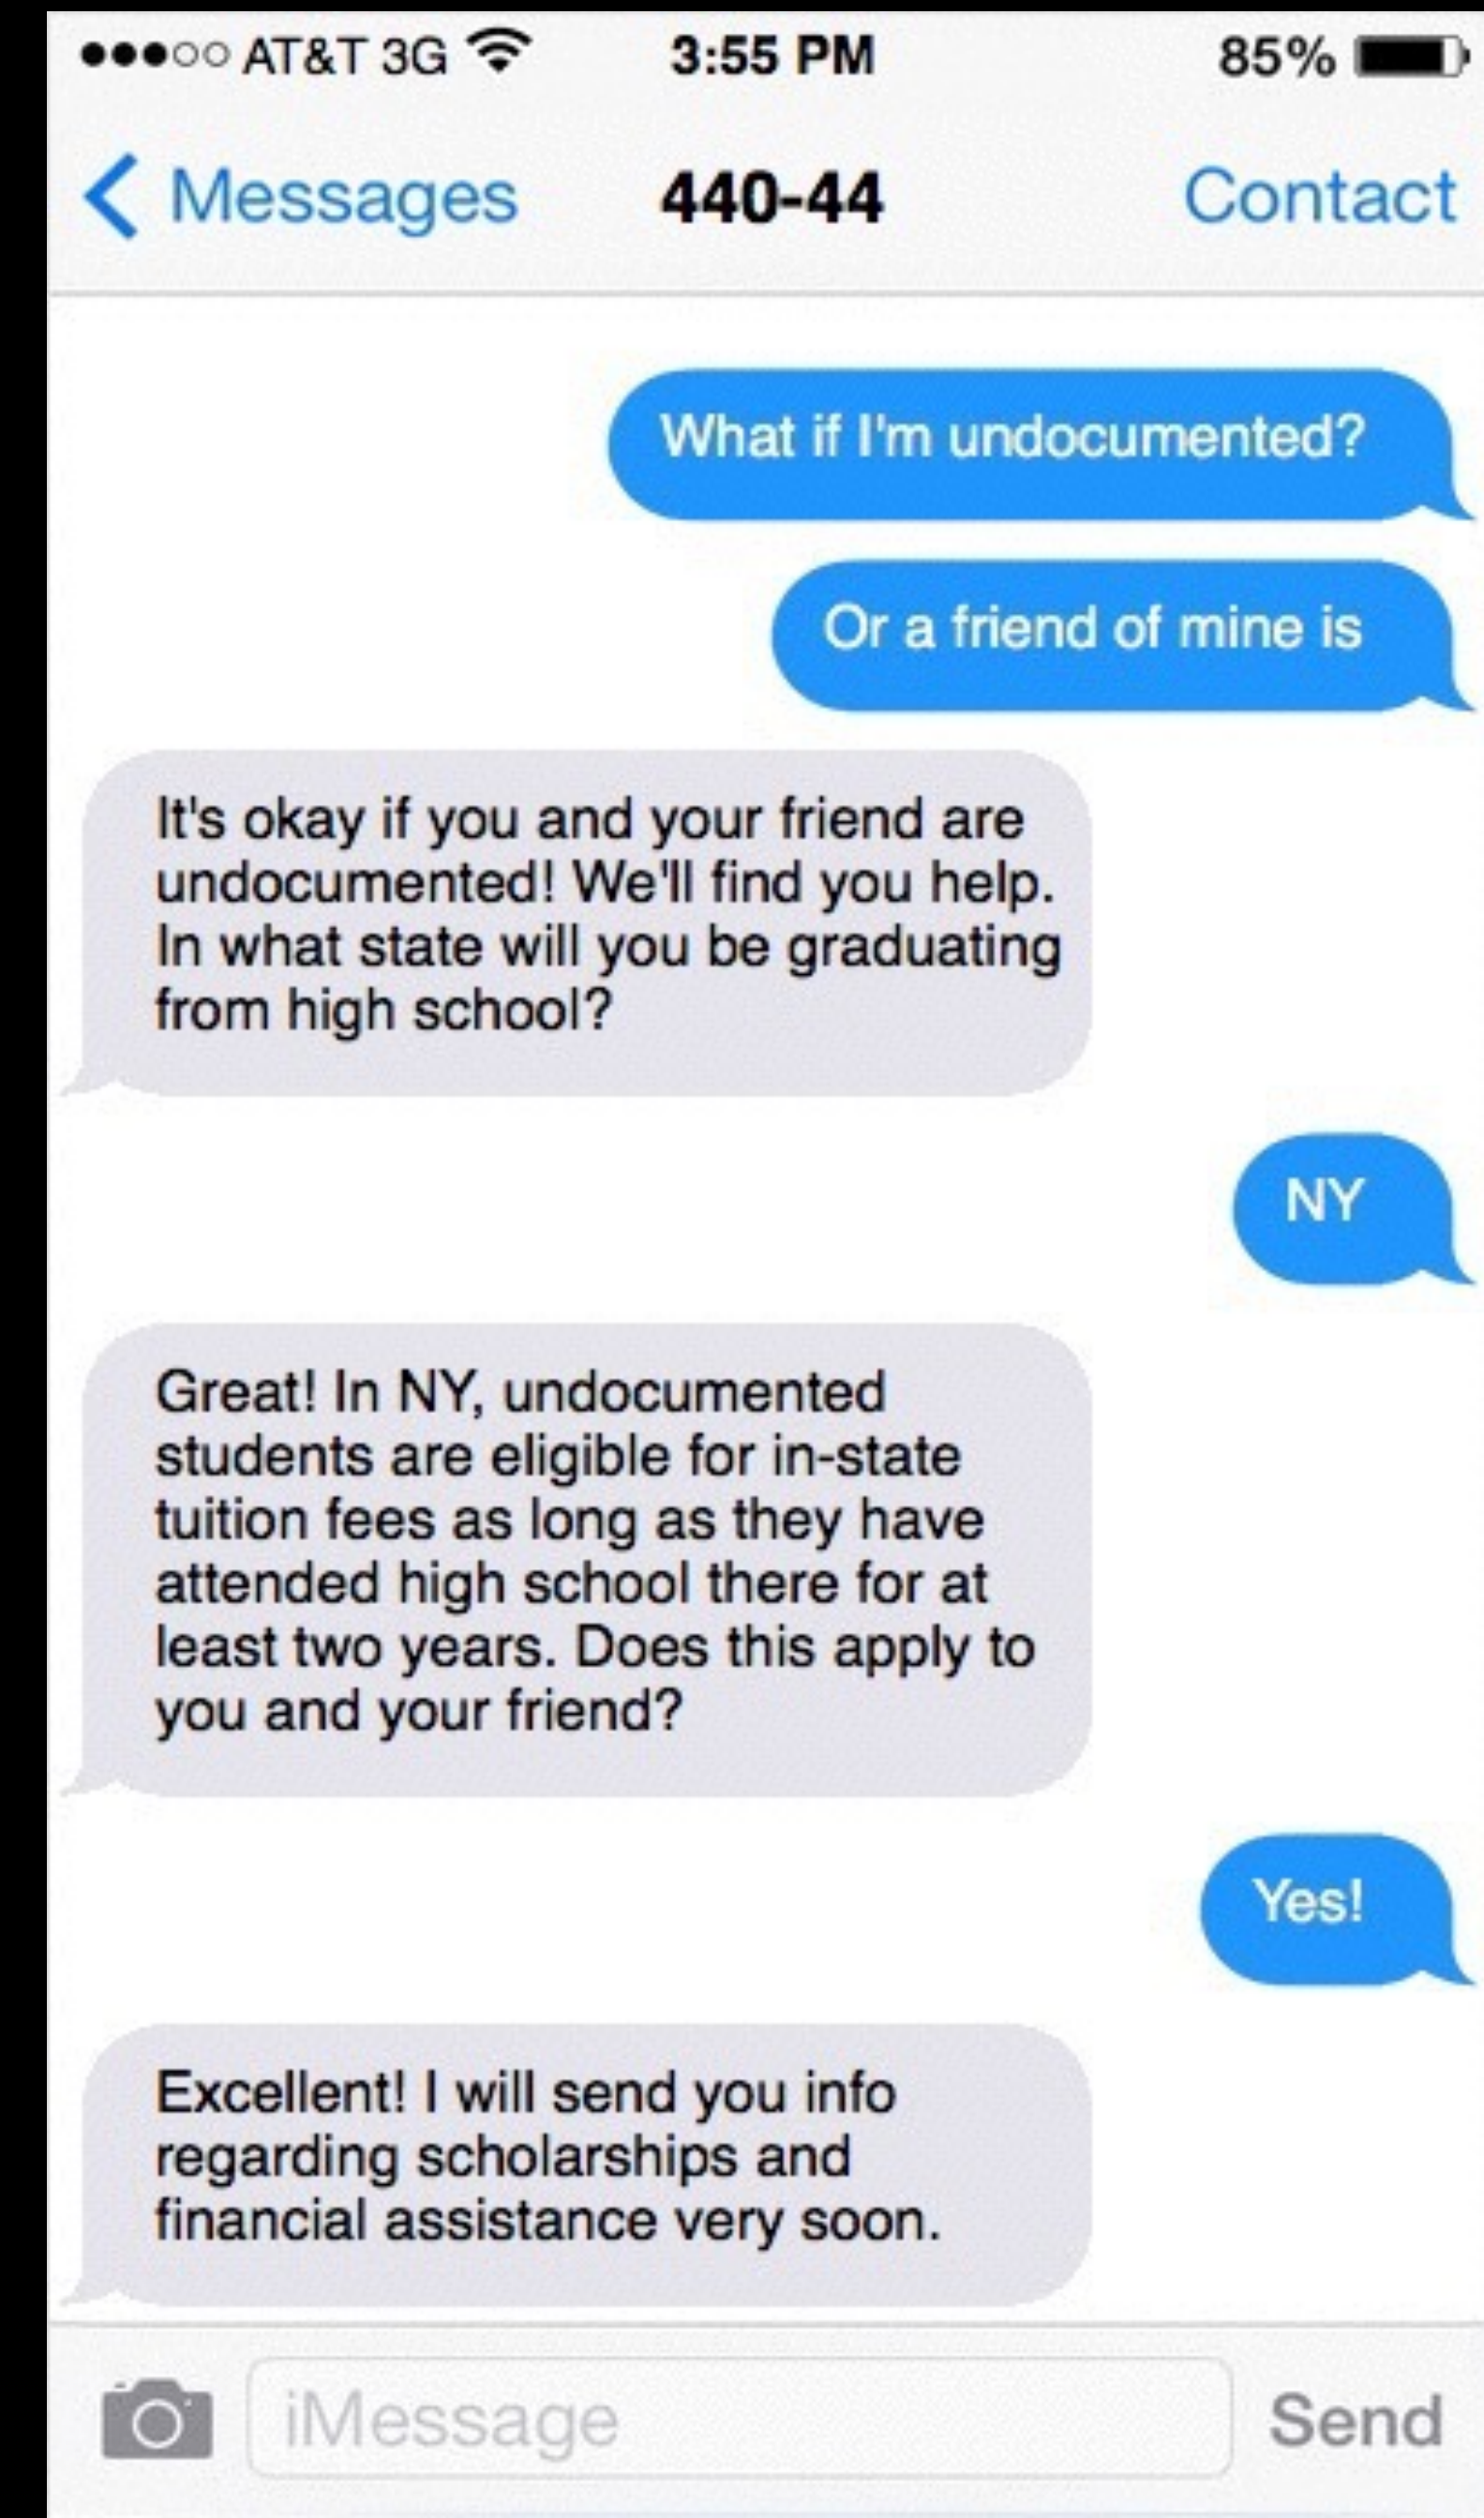 AT&T 3G 3:55 PM 85%
Messages 440-44 Contact
What if I'm undocumented?
Or a friend of mine is
It's okay if you and your friend are
undocumented! We'll find you help.
In what state will you be graduating
from high school?
NY
Great! In NY, undocumented
students are eligible for in-state
tuition fees as long as they have
attended high school there for at
least two years. Does this apply to
you and your friend?
Yes!
Excellent! I will send you info
regarding scholarships and
financial assistance very soon.
iMessage Send